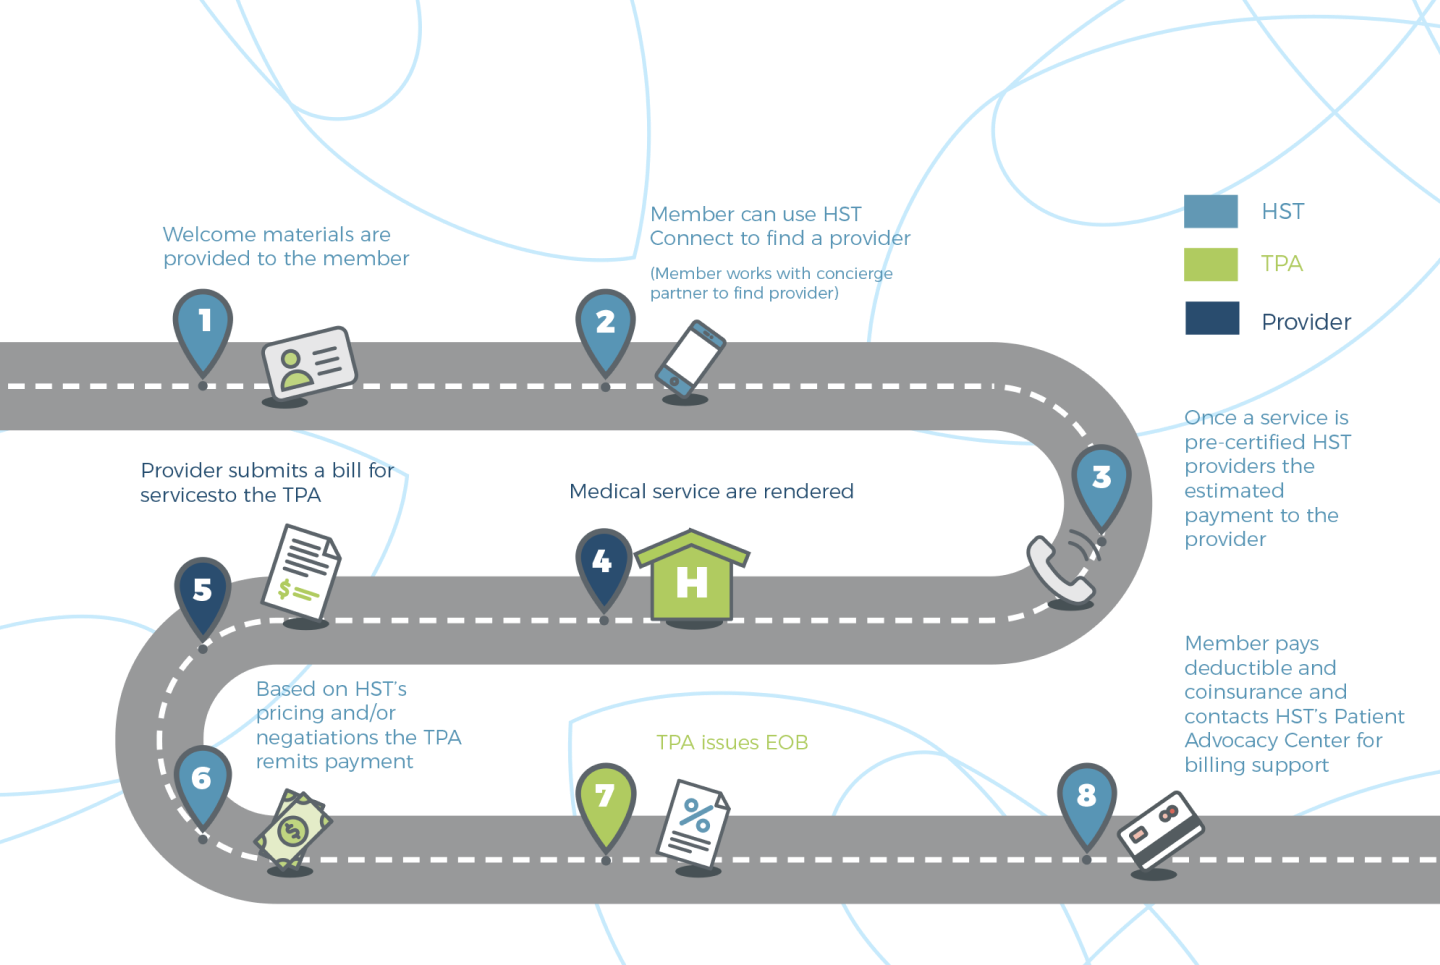 Welcome materials are
provided to the member
1
Member can use HST
Connect to find a provider
(Member works with concierge
partner to find provider)
2
HST
TPA
Provider
Once a service is
pre-certified HST
providers the
estimated
payment to the
provider
3
Medical service are rendered
4
H
Provider submits a bill for
servicesto the TPA
5
$
Based on HST's
pricing and/or
negatiations the TPA
remits payment
6
$
TPA issues EOB
7
%
Member pays
deductible and
coinsurance and
contacts HST's Patient
Advocacy Center for
billing support
8